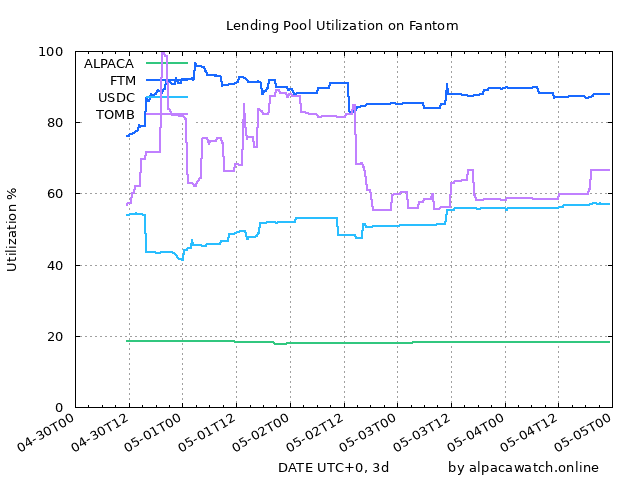 Lending Pool Utilization on Fantom
Utilization %
100
80
60
40
20
0
ALPACA
FTM
USDC
TOMB
04-30T00
04-30T12
05-01T00
05-01T12
05-02T00
05-02T12
05-03T00
05-03T12
05-04T00
05-04T12
05-05T00
DATE UTC+0, 3d
by alpacawatch.online